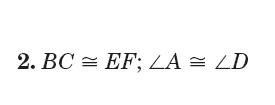 2. BC ≅ EF; ∠A ≅ ∠D